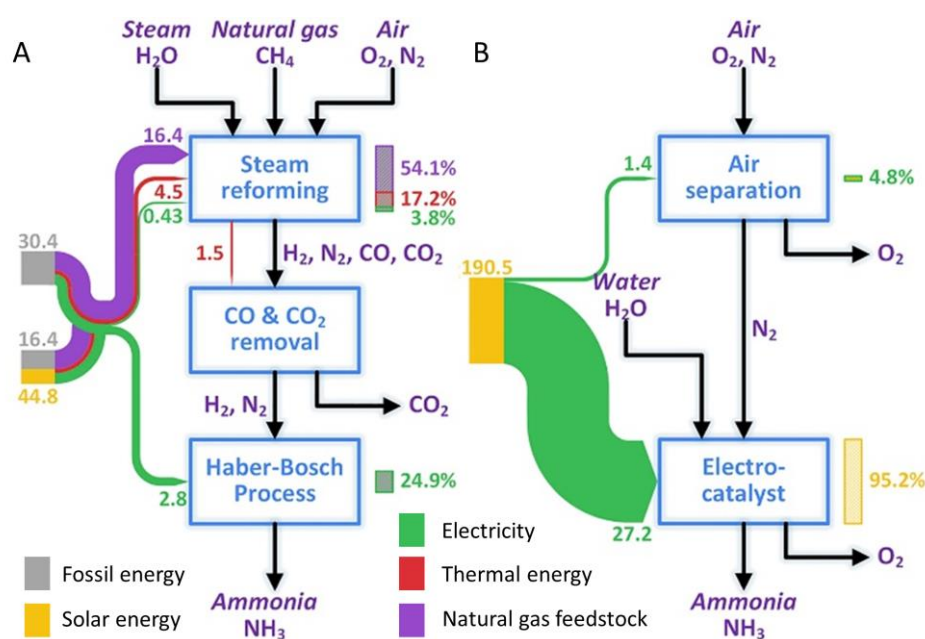 A
Steam
H₂O
Natural gas
CH₄
Air
O₂, N₂
16.4
Steam
reforming
54.1%
17.2%
3.8%
4.5
0.43
30.4
1.5
H₂, N₂, CO, CO₂
CO & CO₂
removal
16.4
44.8
H₂, N₂
CO₂
Haber-Bosch
Process
2.8
24.9%
Ammonia
NH₃
B
Air
O₂, N₂
1.4
Air
separation
4.8%
O₂
190.5
Water
H₂O
N₂
Electro-
catalyst
95.2%
27.2
O₂
Ammonia
NH₃
Fossil energy
Solar energy
Electricity
Thermal energy
Natural gas feedstock